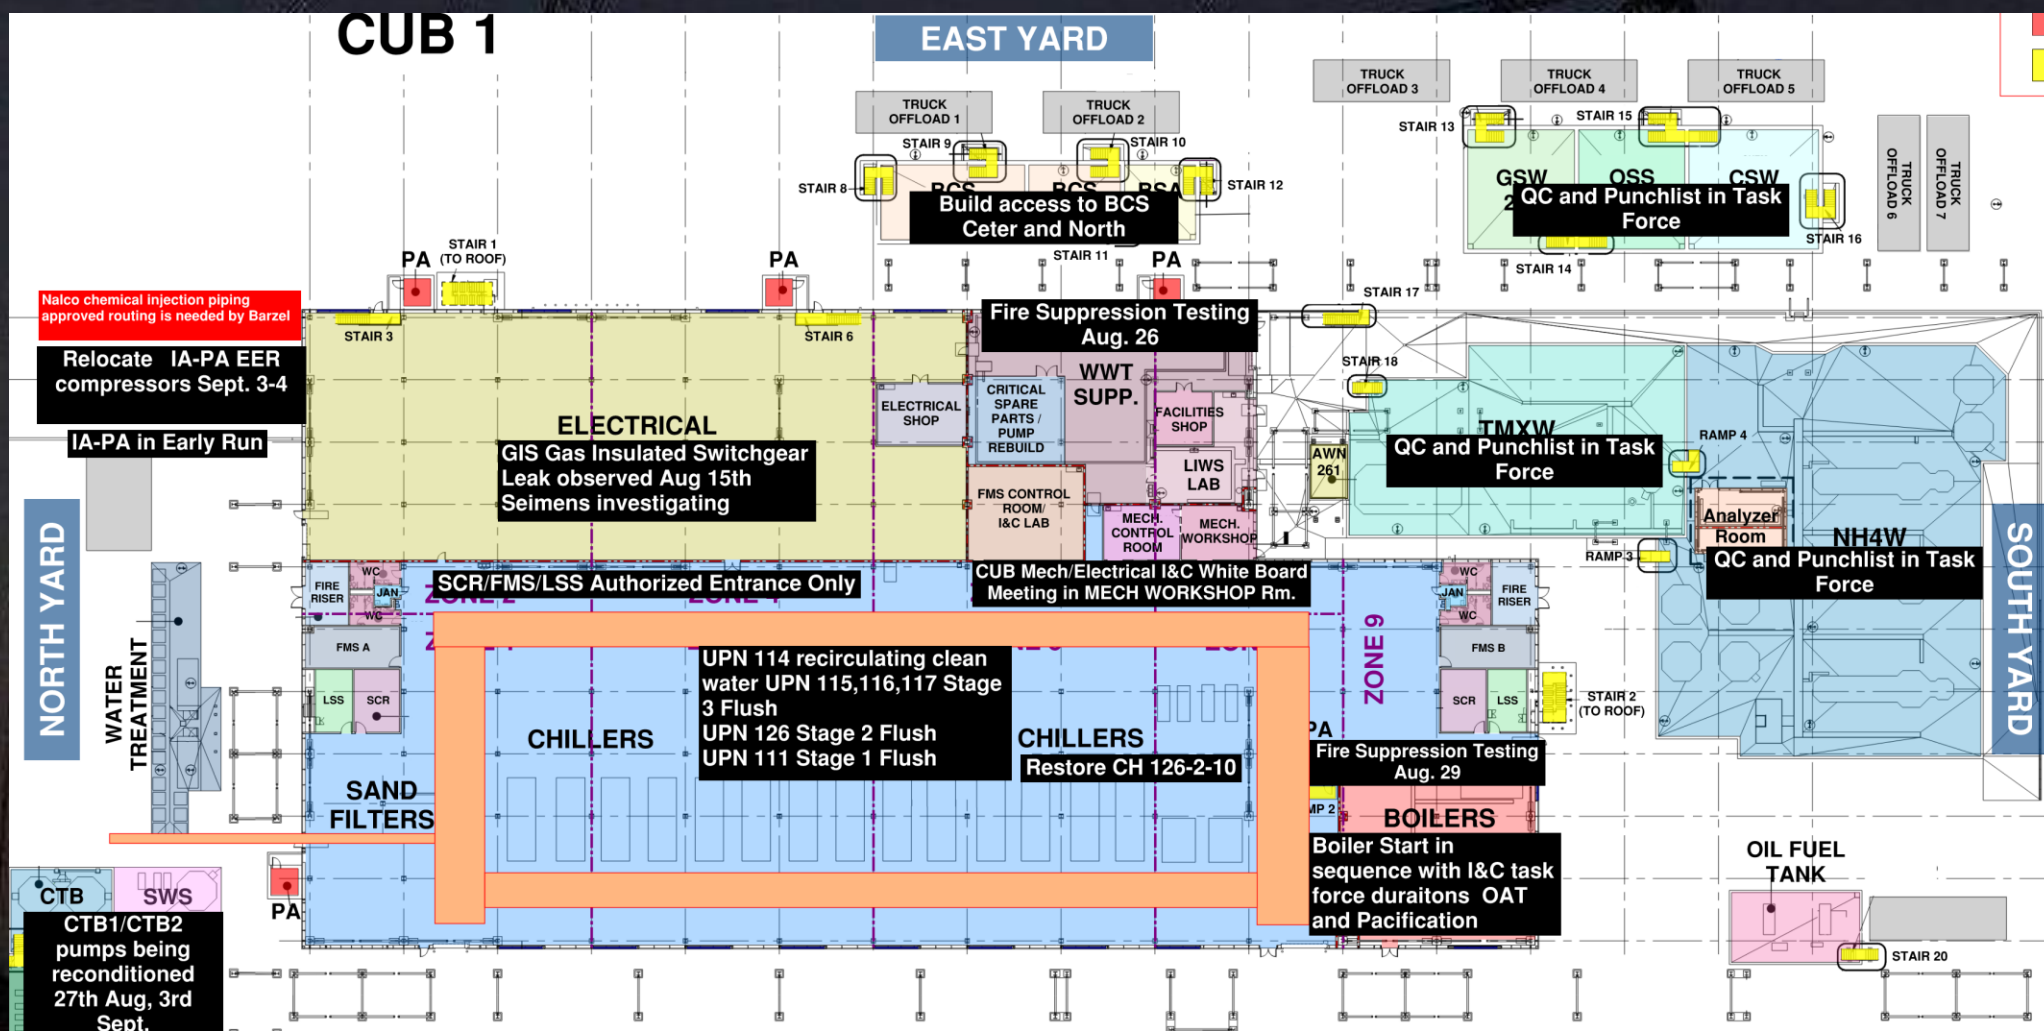 CUB 1
EAST YARD
TRUCK
OFFLOAD 1
TRUCK
OFFLOAD 2
TRUCK
OFFLOAD 3
TRUCK
OFFLOAD 4
TRUCK
OFFLOAD 5
TRUCK
OFFLOAD 6
TRUCK
OFFLOAD 7
STAIR 8
STAIR 9
STAIR 10
STAIR 12
STAIR 13
STAIR 15
STAIR 16
STAIR 14
STAIR 11
BCS
BCS
BSA
Build access to BCS
Ceter and North
GSW
OSS
CSW
QC and Punchlist in Task
Force
PA
STAIR 1
(TO ROOF)
PA
PA
Nalco chemical injection piping
approved routing is needed by Barzel
Relocate IA-PA EER
compressors Sept. 3-4
IA-PA in Early Run
STAIR 3
STAIR 6
Fire Suppression Testing
Aug. 26
STAIR 17
STAIR 18
ELECTRICAL
GIS Gas Insulated Switchgear
Leak observed Aug 15th
Seimens investigating
ELECTRICAL
SHOP
CRITICAL
SPARE
PARTS /
PUMP
REBUILD
WWT
SUPP.
FACILITIES
SHOP
LIWS
LAB
FMS CONTROL
ROOM/
I&C LAB
MECH.
CONTROL
ROOM
MECH.
WORKSHOP
AWN
261
TMXW
QC and Punchlist in Task
Force
RAMP 4
RAMP 3
Analyzer
Room
NH4W
QC and Punchlist in Task
Force
NORTH YARD
SOUTH YARD
WATER
TREATMENT
FIRE
RISER
WC
JAN
WC
SCR/FMS/LSS Authorized Entrance Only
CUB Mech/Electrical I&C White Board
Meeting in MECH WORKSHOP Rm.
FMS A
LSS
SCR
ZONE 9
WC
JAN
WC
FIRE
RISER
FMS B
SCR
LSS
STAIR 2
(TO ROOF)
UPN 114 recirculating clean
water UPN 115,116,117 Stage
3 Flush
UPN 126 Stage 2 Flush
UPN 111 Stage 1 Flush
CHILLERS
CHILLERS
Restore CH 126-2-10
PA
Fire Suppression Testing
Aug. 29
SAND
FILTERS
BOILERS
Boiler Start in
sequence with I&C task
force duraitons OAT
and Pacification
PA
CTB
SWS
CTB1/CTB2
pumps being
reconditioned
27th Aug, 3rd
Sept.
OIL FUEL
TANK
STAIR 20